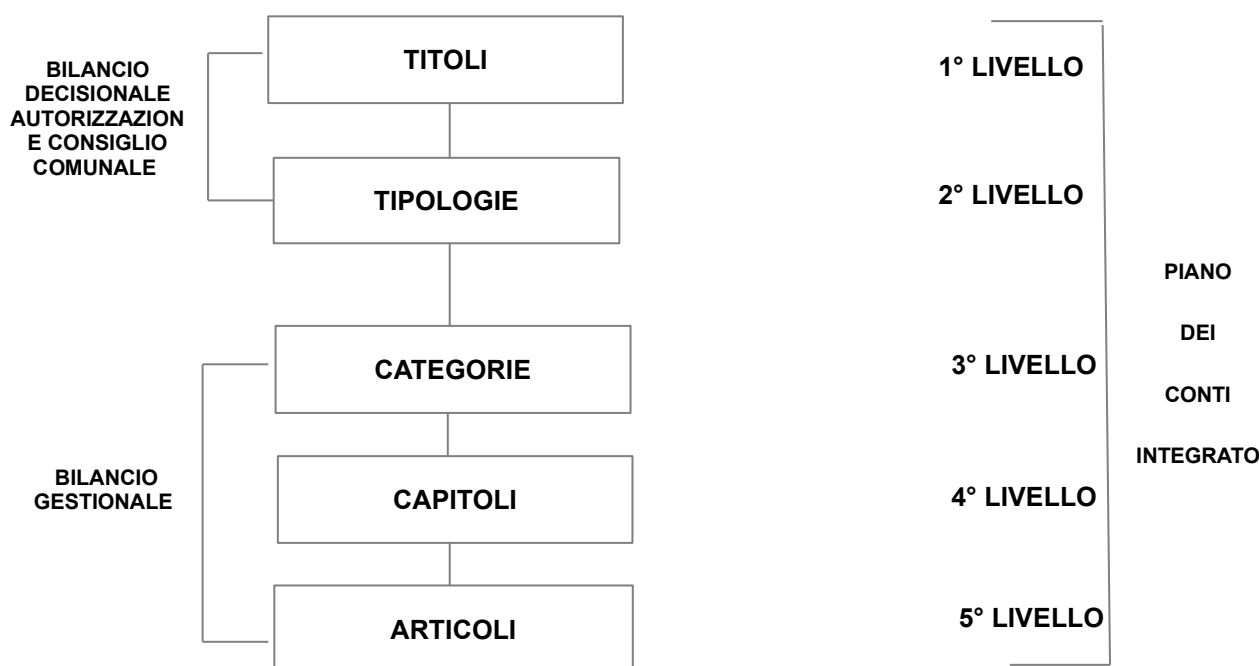 BILANCIO
DECISIONALE
AUTORIZZAZION
E CONSIGLIO
COMUNALE
TITOLI
1° LIVELLO
TIPOLOGIE
2° LIVELLO
CATEGORIE
3° LIVELLO
BILANCIO
GESTIONALE
CAPITOLI
4° LIVELLO
ARTICOLI
5° LIVELLO
PIANO
DEI
CONTI
INTEGRATO